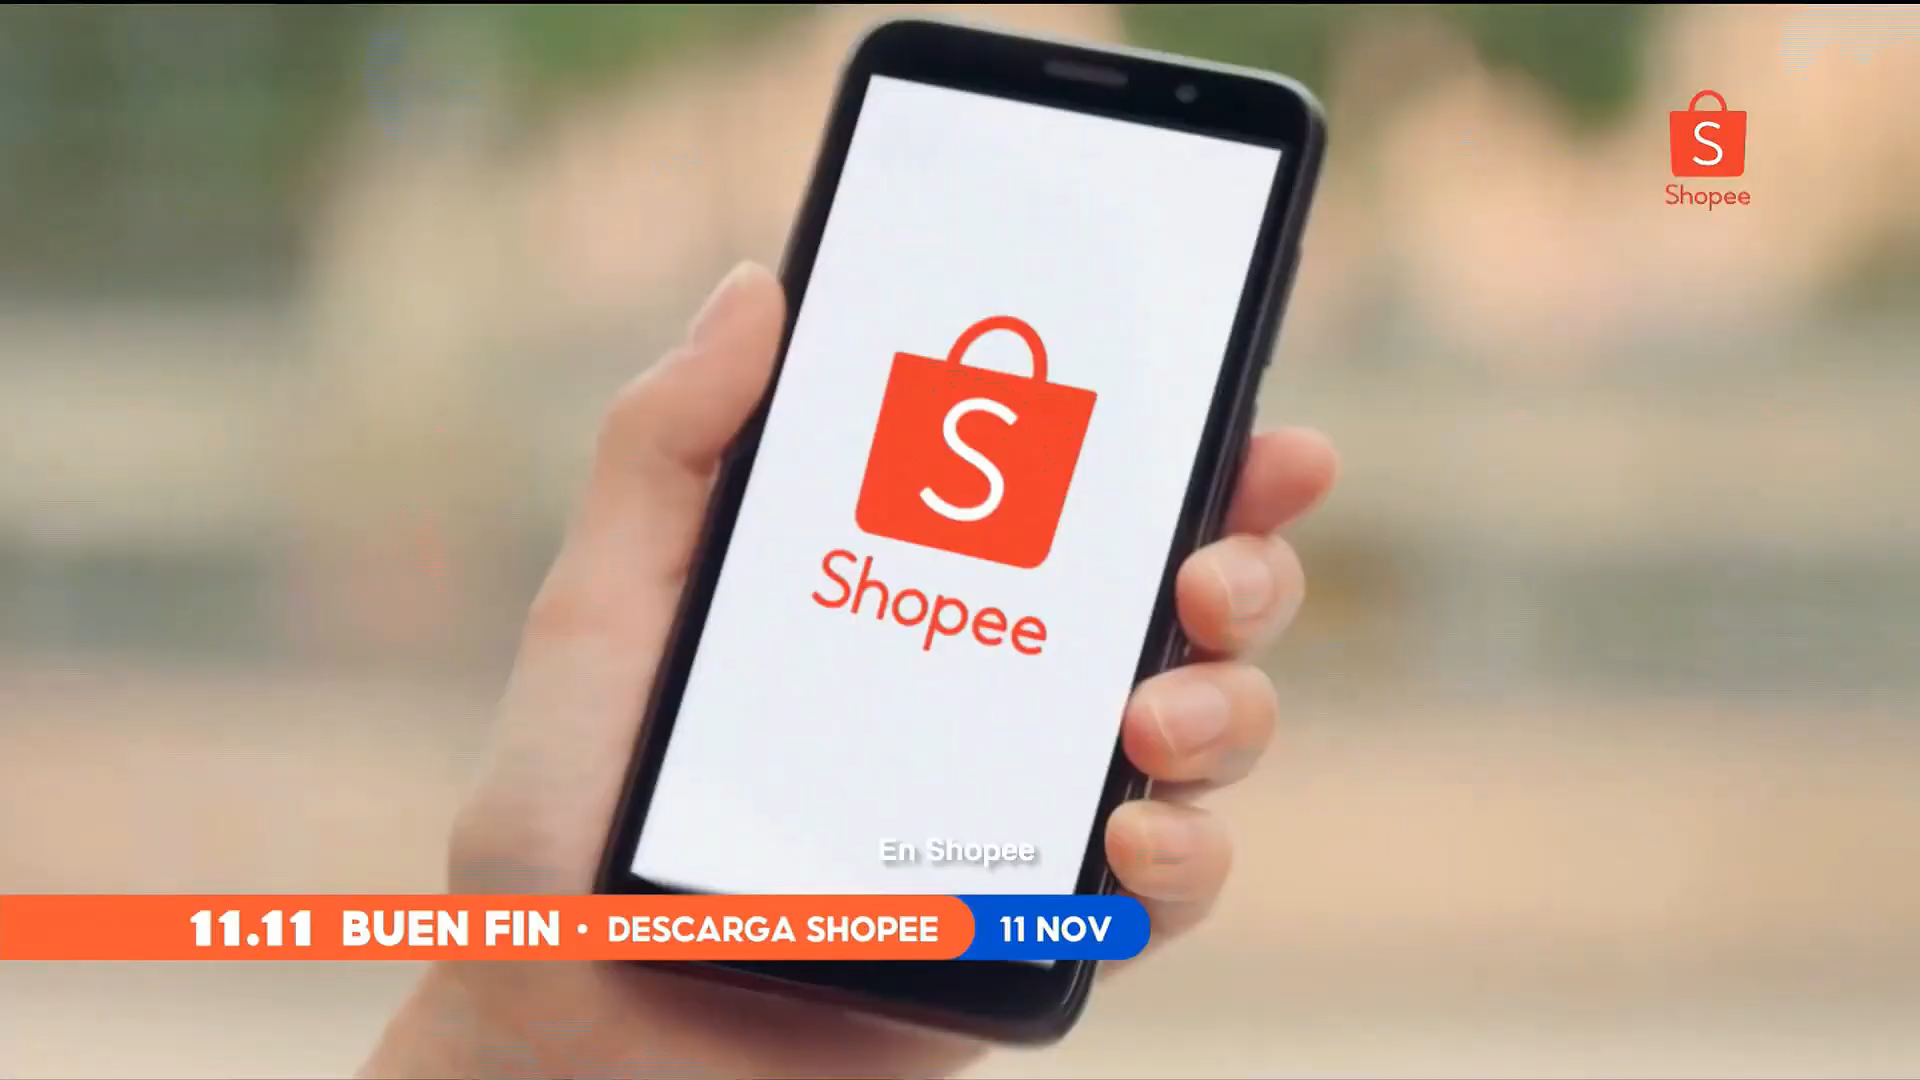 S
Shopee
S
Shopee
En Shopee
11.11 BUEN FIN • DESCARGA SHOPEE 11 NOV